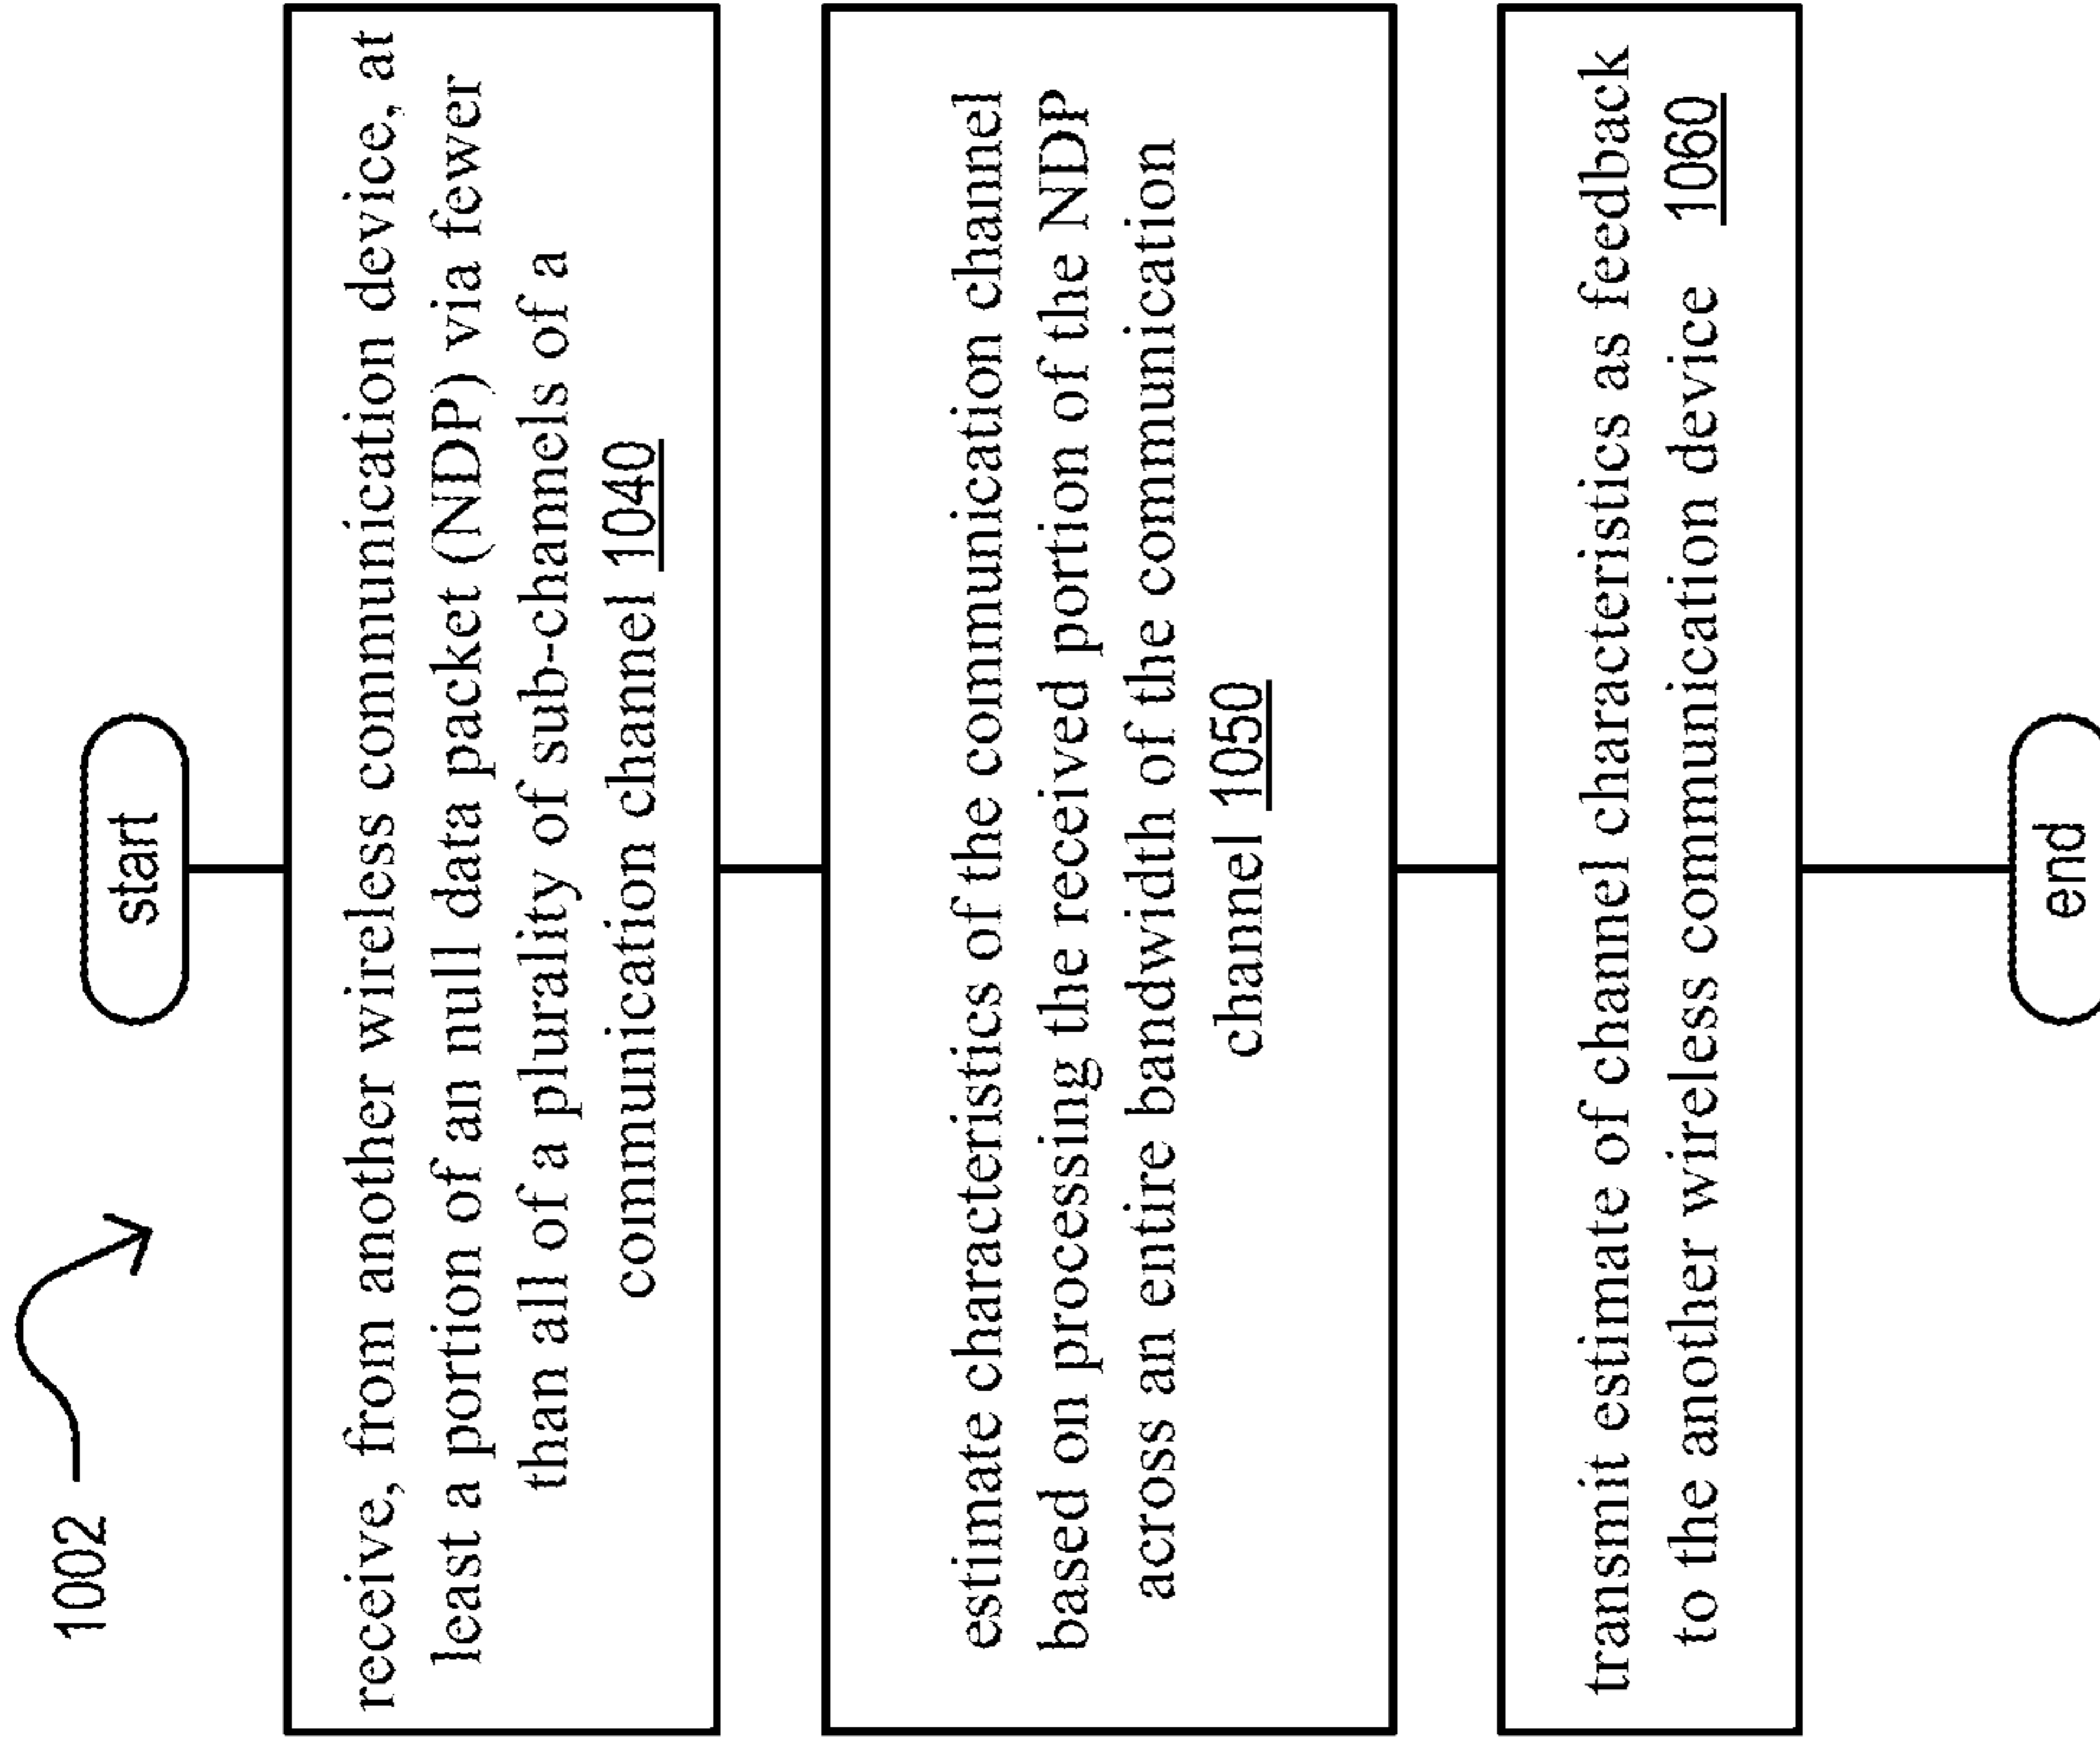 1002
start
receive, from another wireless communication device, at
least a portion of an null data packet (NDP) via fewer
than all of a plurality of sub-channels of a
communication channel 1040
estimate characteristics of the communication channel
based on processing the received portion of the NDP
across an entire bandwidth of the communication
channel 1050
transmit estimate of channel characteristics as feedback
to the another wireless communication device 1060
end